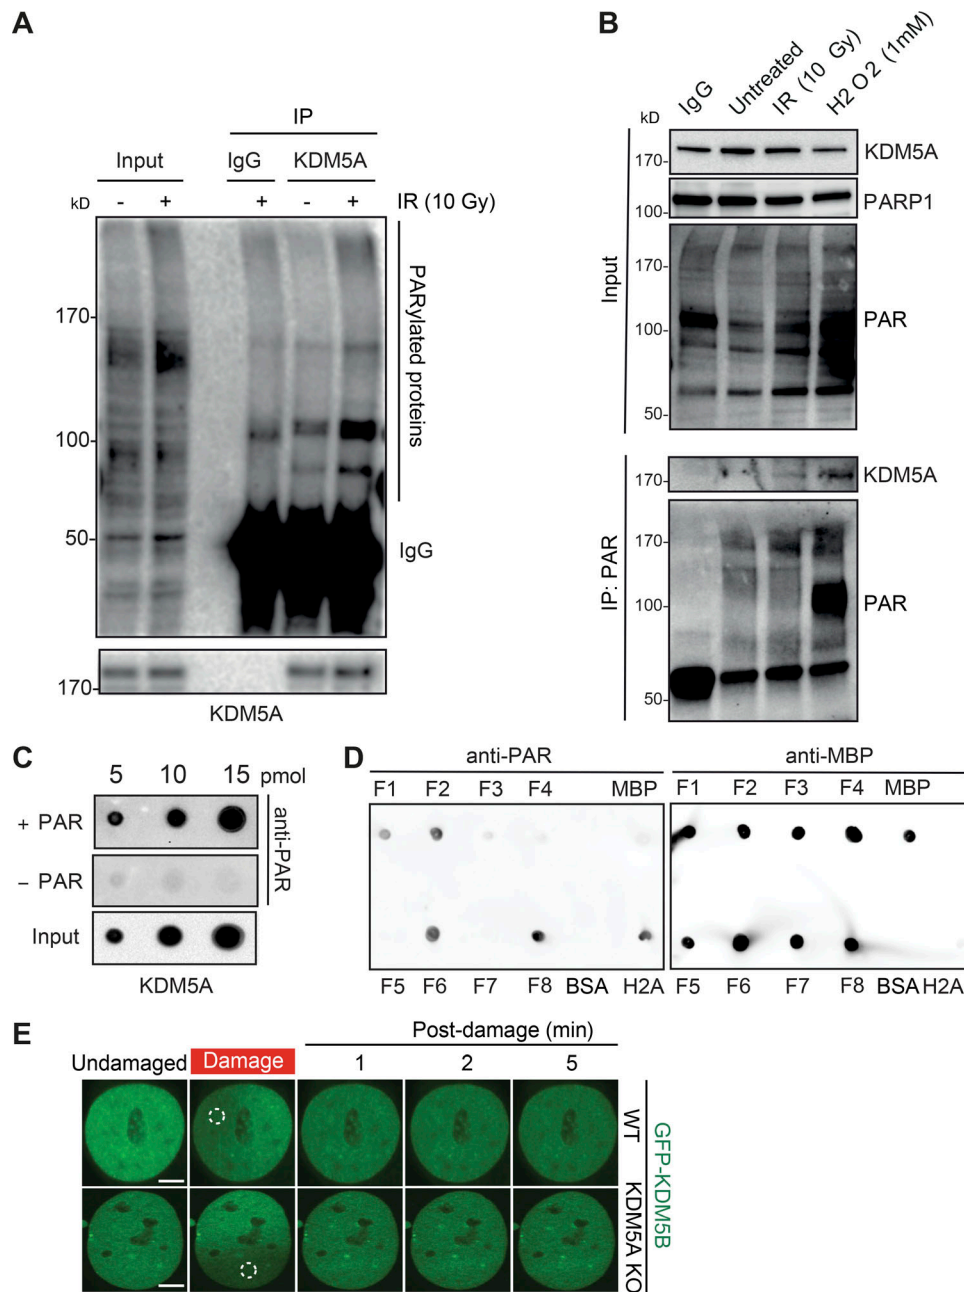 A
IP
Input IgG KDM5A
kD - + + - + IR (10 Gy)
170
100
50
PARylated proteins
IgG
170
KDM5A
B
kD IgG Untreated IR (10 Gy) H2O2 (1mM)
170 KDM5A
100 PARP1
170
100 PAR
50
Input
170 KDM5A
170
100 PAR
50
IP: PAR
C
5 10 15 pmol
+ PAR
– PAR
anti-PAR
Input
KDM5A
D
anti-PAR anti-MBP
F1 F2 F3 F4 MBP F1 F2 F3 F4 MBP
F5 F6 F7 F8 BSA H2A F5 F6 F7 F8 BSA H2A
E
Post-damage (min)
Undamaged Damage 1 2 5
WT
KDM5A KO
GFP-KDM5B